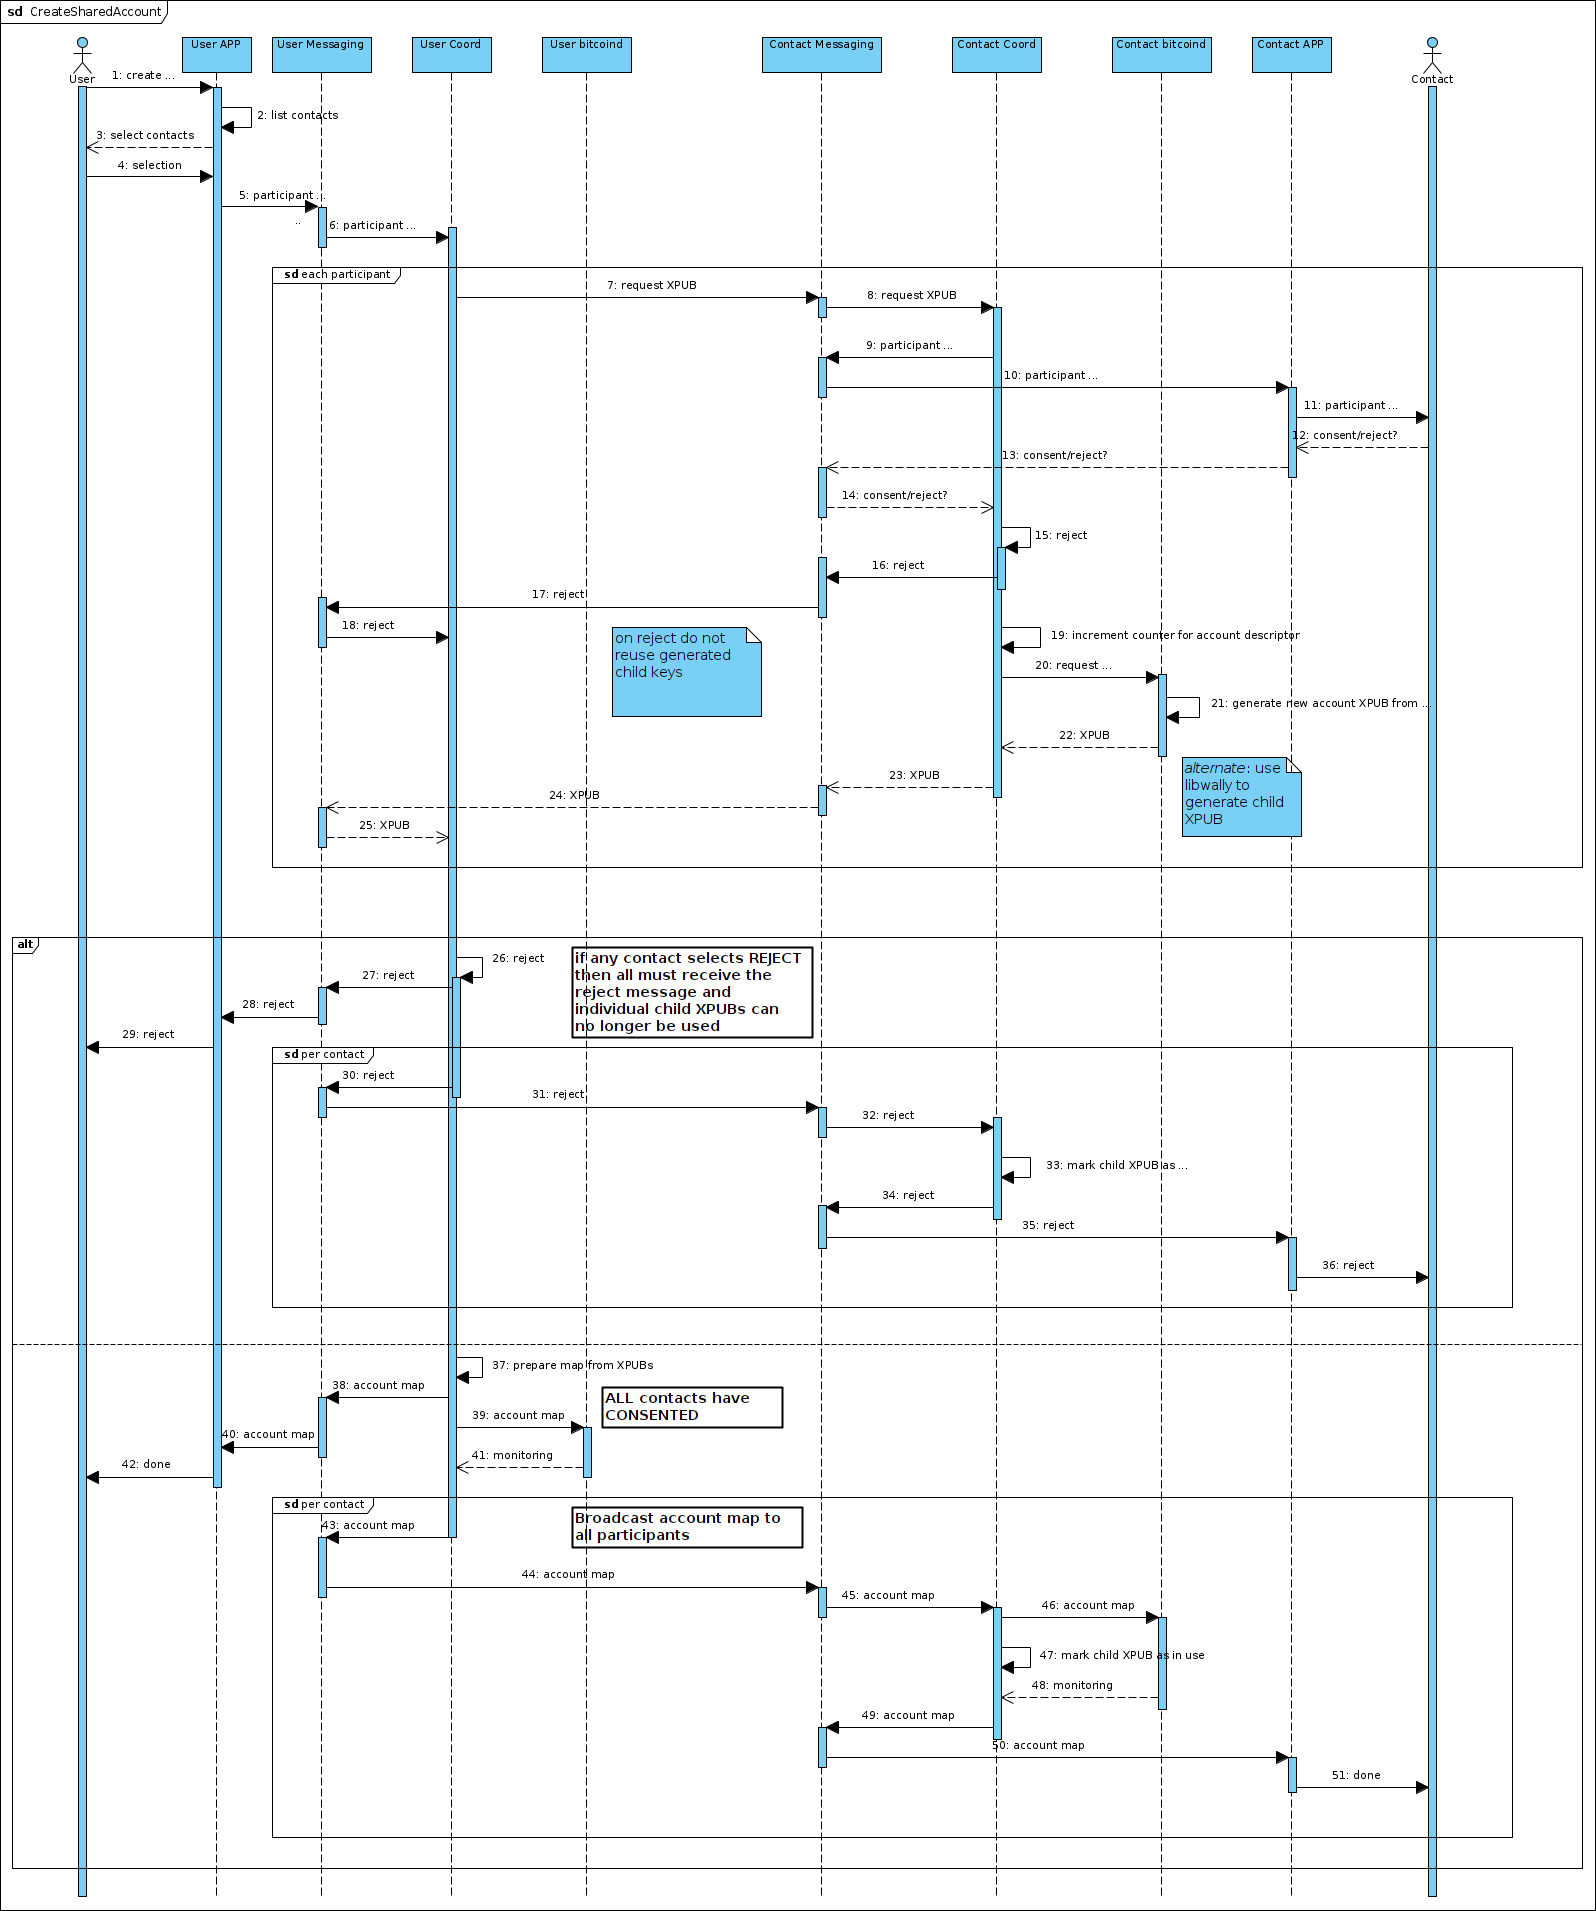 sd CreateSharedAccount
User APP
User Messaging
User Coord
User bitcoind
Contact Messaging
Contact Coord
Contact bitcoind
Contact APP
User
Contact
1: create ...
2: list contacts
3: select contacts
4: selection
5: participant ...
..
6: participant ...
sd each participant
7: request XPUB
8: request XPUB
9: participant ...
10: participant ...
11: participant ...
12: consent/reject?
13: consent/reject?
14: consent/reject?
15: reject
16: reject
17: reject
18: reject
on reject do not
reuse generated
child keys
19: increment counter for account descriptor
20: request ...
21: generate new account XPUB from ...
22: XPUB
alternate: use
libwally to
generate child
XPUB
23: XPUB
24: XPUB
25: XPUB
alt
26: reject
if any contact selects REJECT
then all must receive the
reject message and
individual child XPUBs can
no longer be used
27: reject
28: reject
29: reject
sd per contact
30: reject
31: reject
32: reject
33: mark child XPUB as ...
34: reject
35: reject
36: reject
37: prepare map from XPUBs
38: account map
ALL contacts have
CONSENTED
39: account map
40: account map
41: monitoring
42: done
sd per contact
Broadcast account map to
all participants
43: account map
44: account map
45: account map
46: account map
47: mark child XPUB as in use
48: monitoring
49: account map
50: account map
51: done